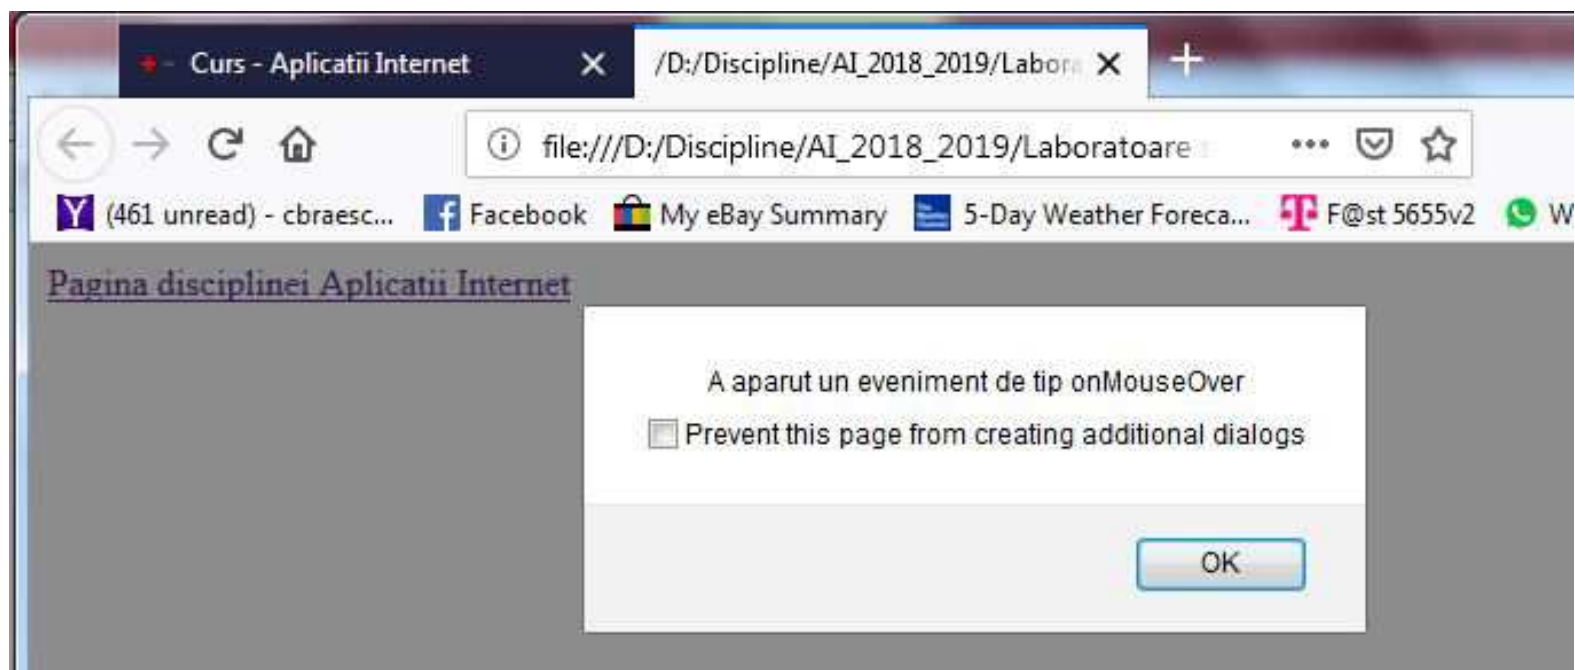 Curs - Aplicatii Internet
/D:/Discipline/AI_2018_2019/Labora
file:///D:/Discipline/AI_2018_2019/Laboratoare
(461 unread) - cbraesc... Facebook My eBay Summary 5-Day Weather Foreca... F@st 5655v2 W
Pagina disciplinei Aplicatii Internet
A aparut un eveniment de tip onMouseOver
Prevent this page from creating additional dialogs
OK